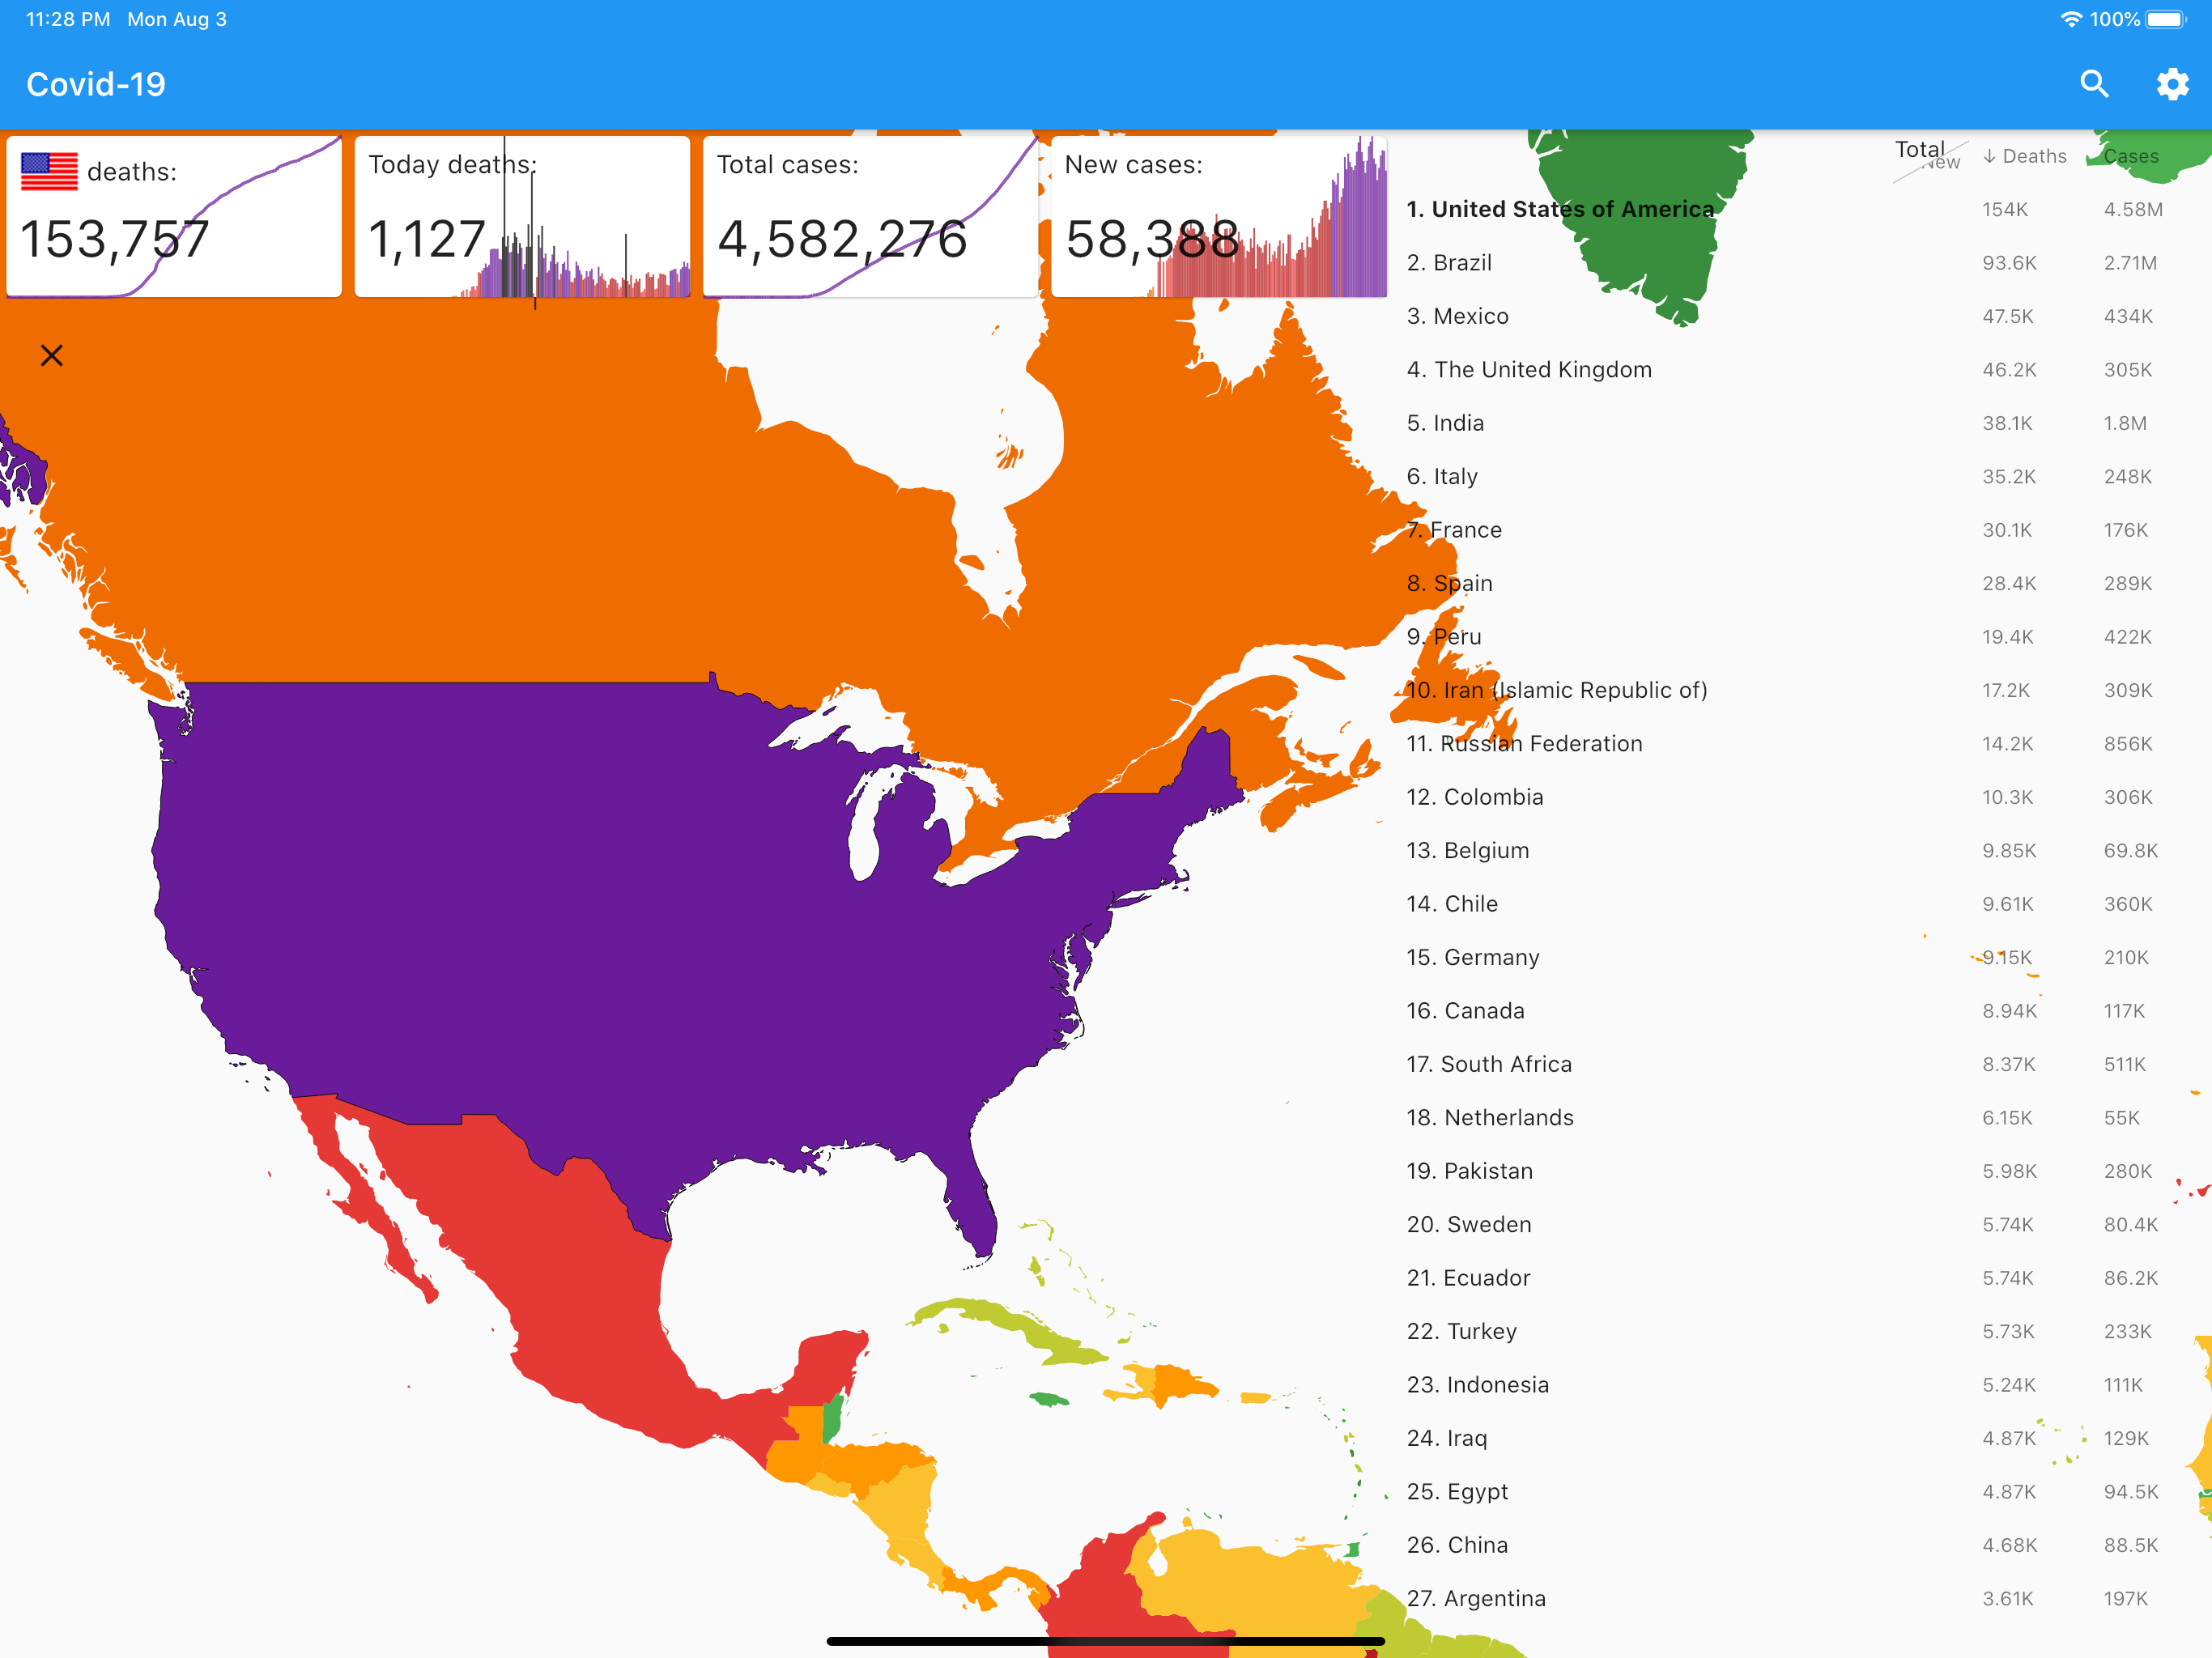 11:28 PM Mon Aug 3
100%
Covid-19
deaths:
153,757
Today deaths:
1,127
Total cases:
4,582,276
New cases:
58,388
Total
New
↓ Deaths Cases
1. United States of America 154K 4.58M
2. Brazil 93.6K 2.71M
3. Mexico 47.5K 434K
4. The United Kingdom 46.2K 305K
5. India 38.1K 1.8M
6. Italy 35.2K 248K
7. France 30.1K 176K
8. Spain 28.4K 289K
9. Peru 19.4K 422K
10. Iran (Islamic Republic of) 17.2K 309K
11. Russian Federation 14.2K 856K
12. Colombia 10.3K 306K
13. Belgium 9.85K 69.8K
14. Chile 9.61K 360K
15. Germany 9.15K 210K
16. Canada 8.94K 117K
17. South Africa 8.37K 511K
18. Netherlands 6.15K 55K
19. Pakistan 5.98K 280K
20. Sweden 5.74K 80.4K
21. Ecuador 5.74K 86.2K
22. Turkey 5.73K 233K
23. Indonesia 5.24K 111K
24. Iraq 4.87K 129K
25. Egypt 4.87K 94.5K
26. China 4.68K 88.5K
27. Argentina 3.61K 197K